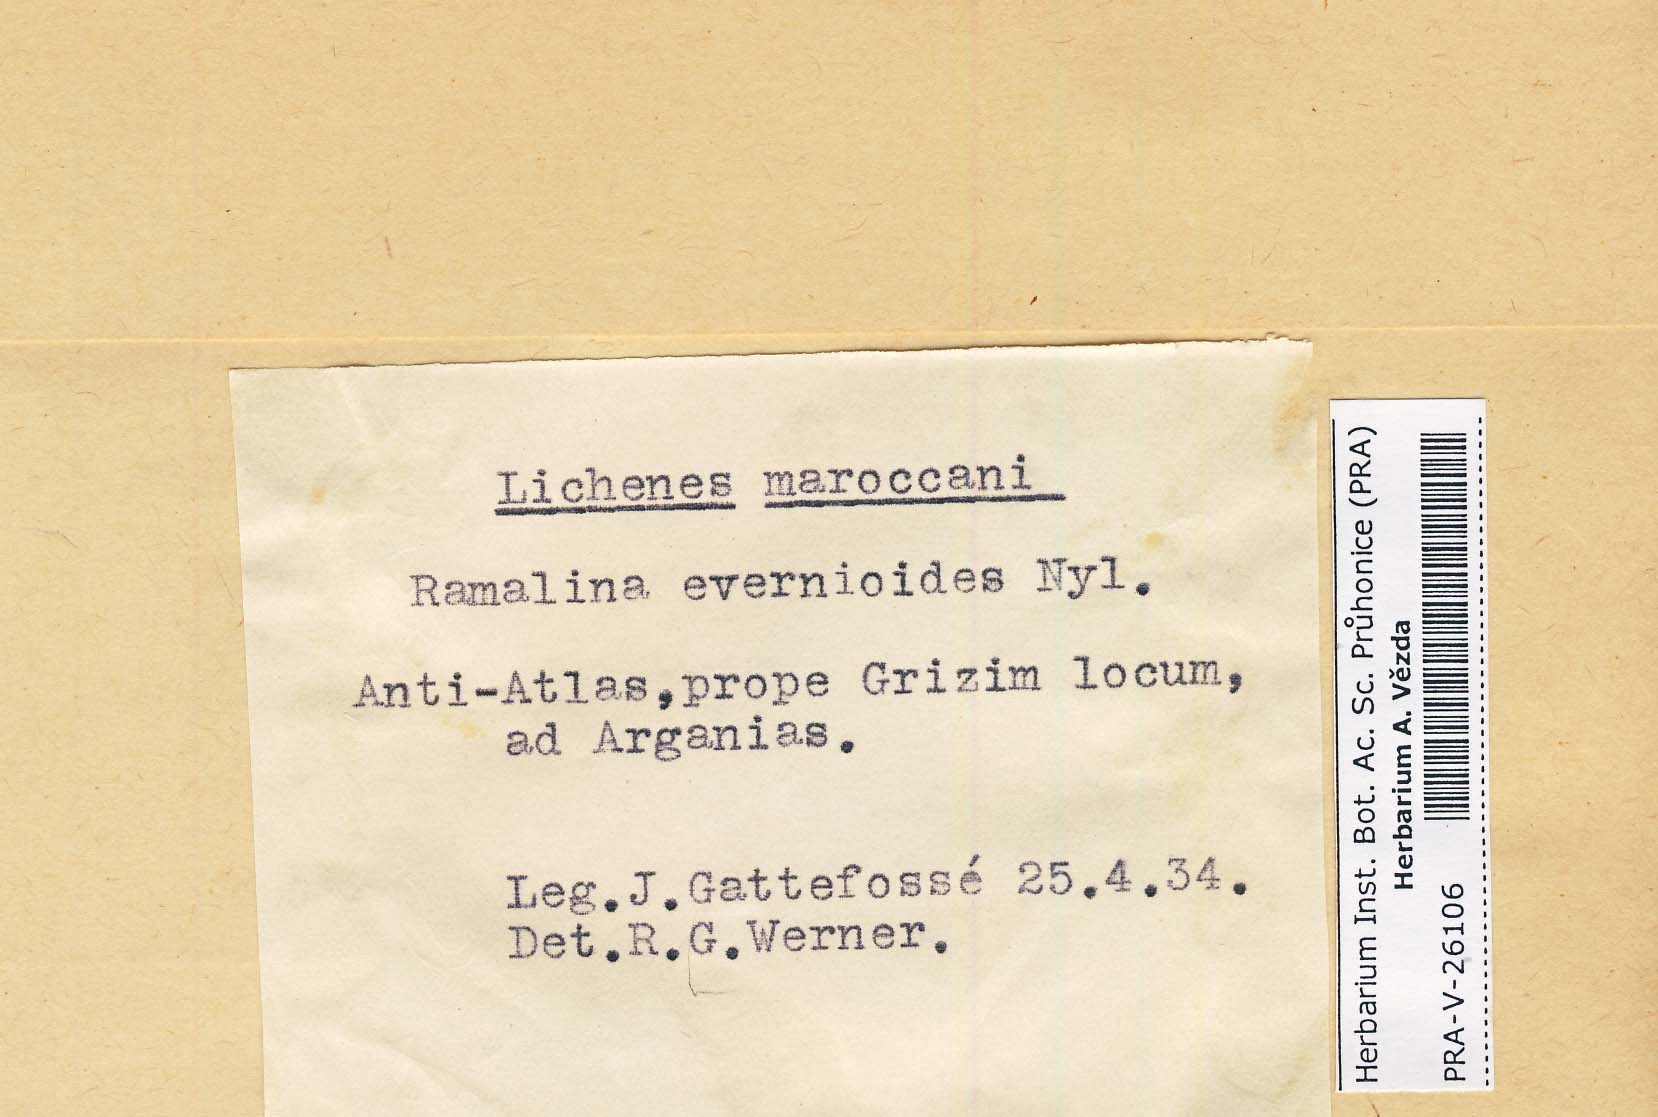 Lichenes maroccani
Ramalina evernioides Nyl.
Anti-Atlas,prope Grizim locum,
ad Arganias.
Leg.J.Gattefossé 25.4.34.
Det.R.G.Werner.
Herbarium Inst. Bot. Ac. Sc. Průhonice (PRA)
Herbarium A. Vězda
PRA-V-26106